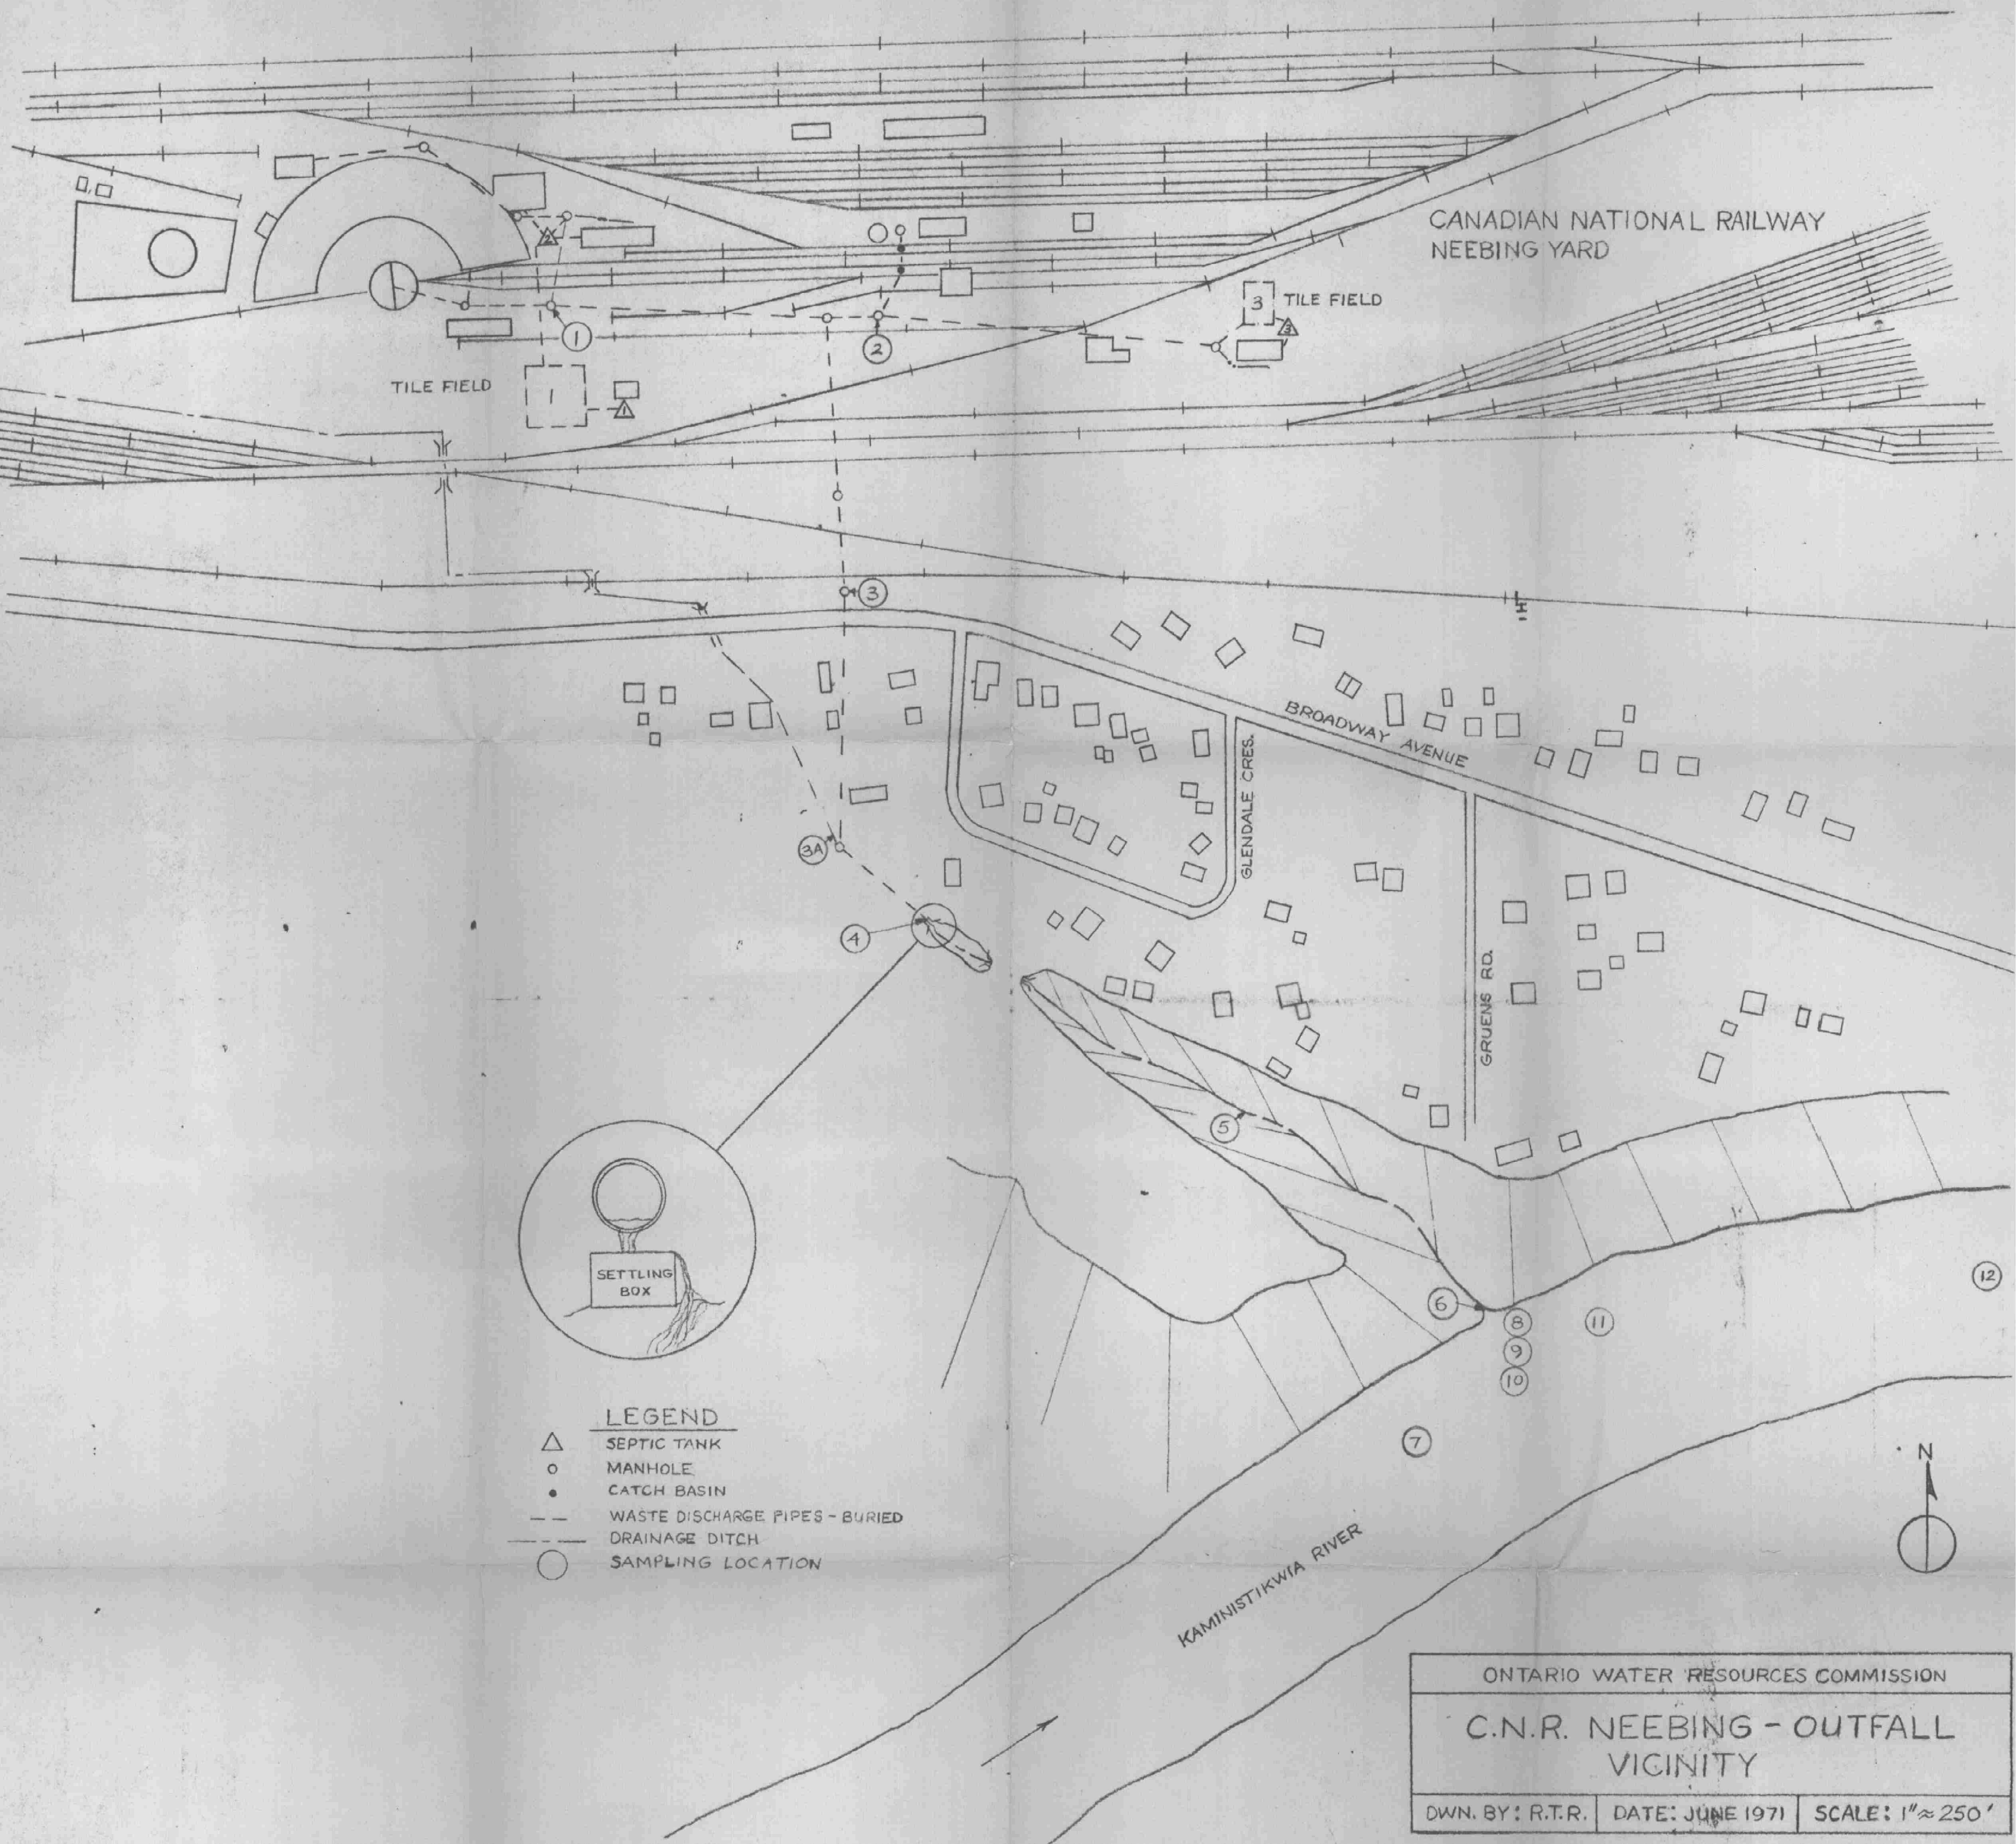 CANADIAN NATIONAL RAILWAY
NEEBING YARD
2
3
TILE FIELD
3
1
2
TILE FIELD
1
1
3
BROADWAY AVENUE
GLENDALE CRES.
3A
4
GRUENS RD.
5
SETTLING
BOX
6
8
9
10
11
12
7
KAMINISTIKWIA RIVER
LEGEND
SEPTIC TANK
MANHOLE
CATCH BASIN
WASTE DISCHARGE PIPES - BURIED
DRAINAGE DITCH
SAMPLING LOCATION
N
ONTARIO WATER RESOURCES COMMISSION
C.N.R. NEEBING - OUTFALL
VICINITY
DWN. BY: R.T.R.
DATE: JUNE 1971
SCALE: 1" ≈ 250'